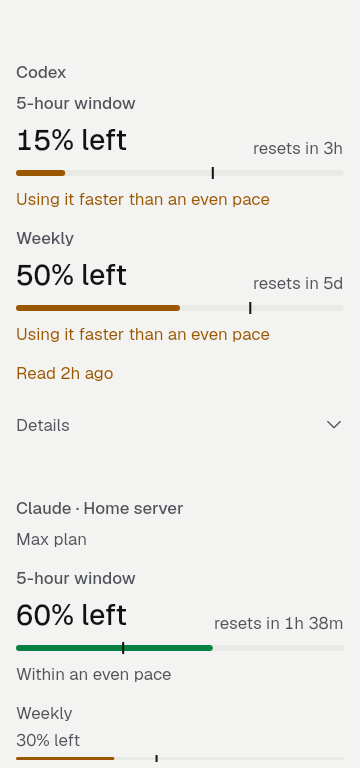 Codex
5-hour window
15% left
resets in 3h
Using it faster than an even pace
Weekly
50% left
resets in 5d
Using it faster than an even pace
Read 2h ago
Details
Claude · Home server
Max plan
5-hour window
60% left
resets in 1h 38m
Within an even pace
Weekly
30% left